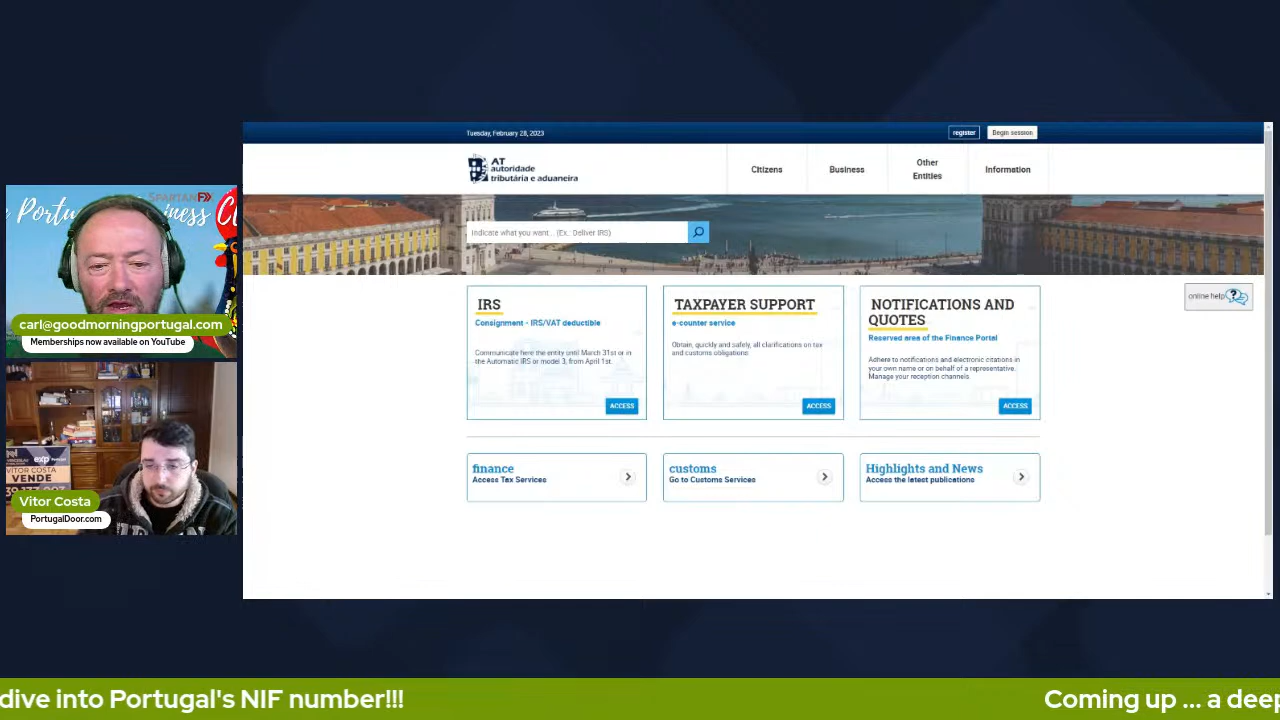 Tuesday, February 28, 2023
register
Begin session
AT
autoridade
tributária e aduaneira
Citizens
Business
Other
Entities
Information
Indicate what you want... (Ex.: Deliver IRS)
online help
IRS
Consignment - IRS/VAT deductible
Communicate here the entity until March 31st or in
the Automatic IRS or model 3, from April 1st.
ACCESS
TAXPAYER SUPPORT
e-counter service
Obtain, quickly and safely, all clarifications on tax
and customs obligations
ACCESS
NOTIFICATIONS AND
QUOTES
Reserved area of the Finance Portal
Adhere to notifications and electronic citations in
your own name or on behalf of a representative.
Manage your reception channels.
ACCESS
finance
Access Tax Services
customs
Go to Customs Services
Highlights and News
Access the latest publications
SPARTANFX
carl@goodmorningportugal.com
Memberships now available on YouTube
exp
VITOR COSTA
VENDE
Vitor Costa
PortugalDoor.com
dive into Portugal's NIF number!!!
Coming up ... a deep